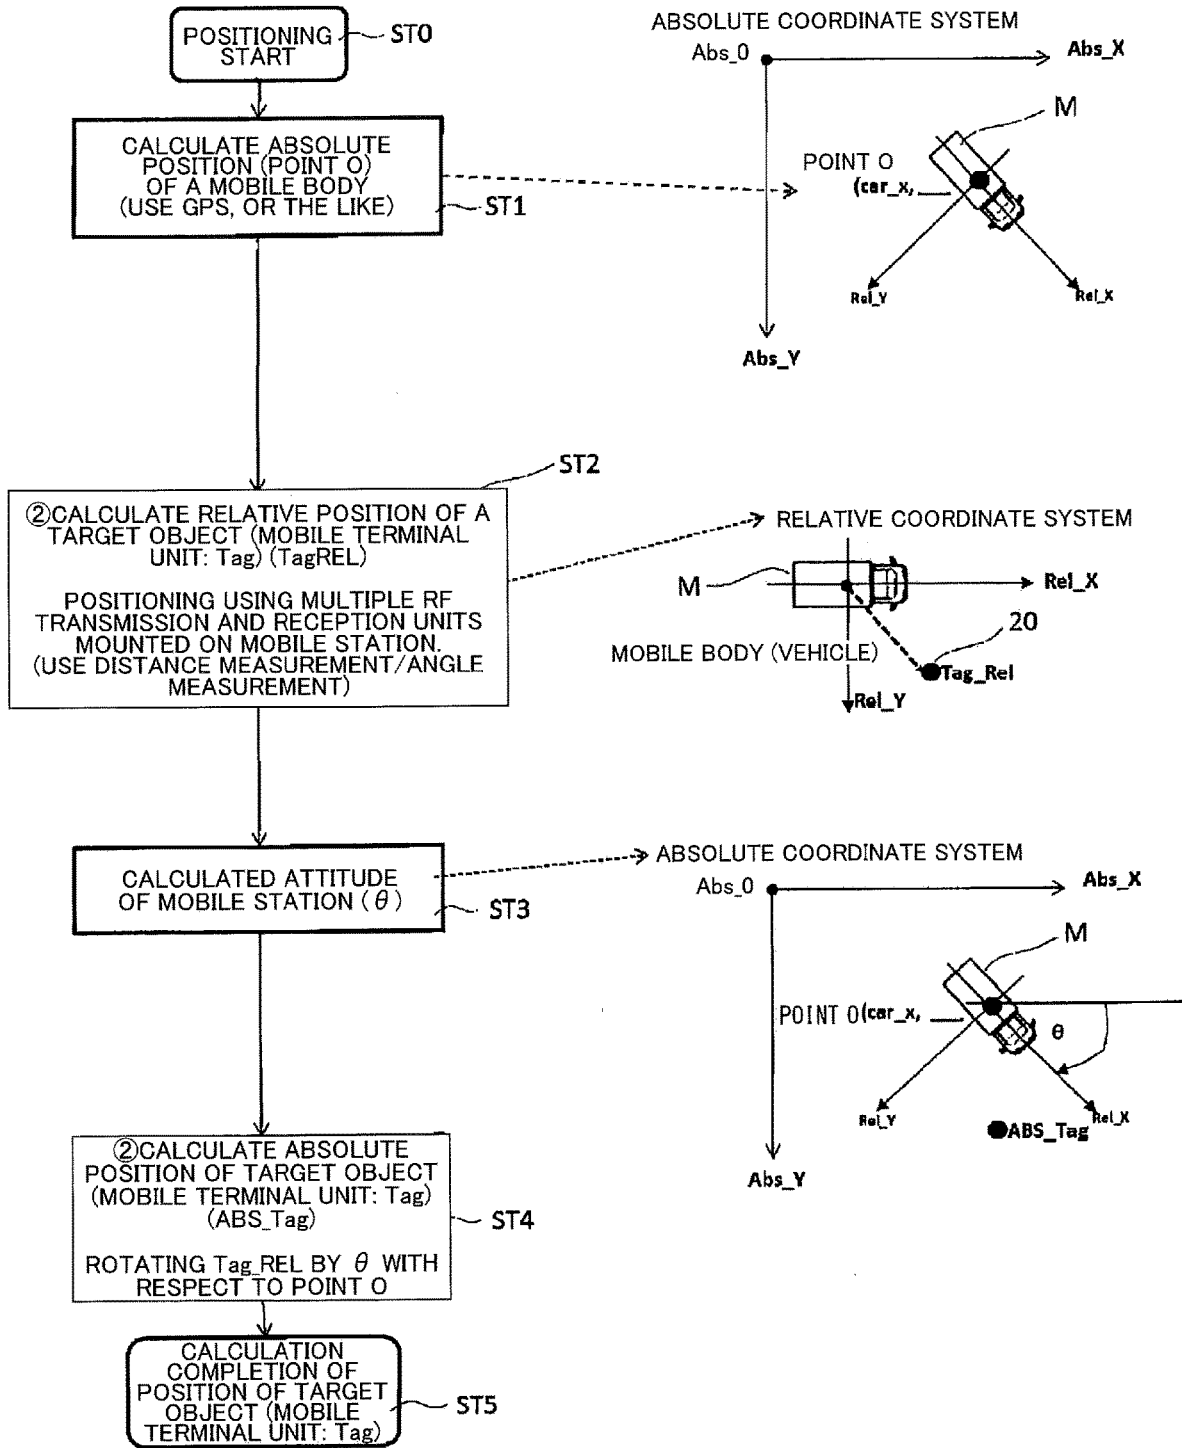 POSITIONING
START
ST0
ABSOLUTE COORDINATE SYSTEM
Abs_0
Abs_X
M
CALCULATE ABSOLUTE
POSITION (POINT O)
OF A MOBILE BODY
(USE GPS, OR THE LIKE)
ST1
POINT O
(car_x,
Rel_Y
Rel_X
Abs_Y
ST2
②CALCULATE RELATIVE POSITION OF A
TARGET OBJECT (MOBILE TERMINAL
UNIT: Tag) (TagREL)
POSITIONING USING MULTIPLE RF
TRANSMISSION AND RECEPTION UNITS
MOUNTED ON MOBILE STATION.
(USE DISTANCE MEASUREMENT/ANGLE
MEASUREMENT)
RELATIVE COORDINATE SYSTEM
M
Rel_X
20
MOBILE BODY (VEHICLE)
Tag_Rel
Rel_Y
CALCULATED ATTITUDE
OF MOBILE STATION (θ)
ST3
ABSOLUTE COORDINATE SYSTEM
Abs_0
Abs_X
M
POINT O(car_x,
θ
Rel_Y
Rel_X
ABS_Tag
Abs_Y
②CALCULATE ABSOLUTE
POSITION OF TARGET OBJECT
(MOBILE TERMINAL UNIT: Tag)
(ABS_Tag)
ROTATING Tag_REL BY θ WITH
RESPECT TO POINT O
ST4
CALCULATION
COMPLETION OF
POSITION OF TARGET
OBJECT (MOBILE
TERMINAL UNIT: Tag)
ST5